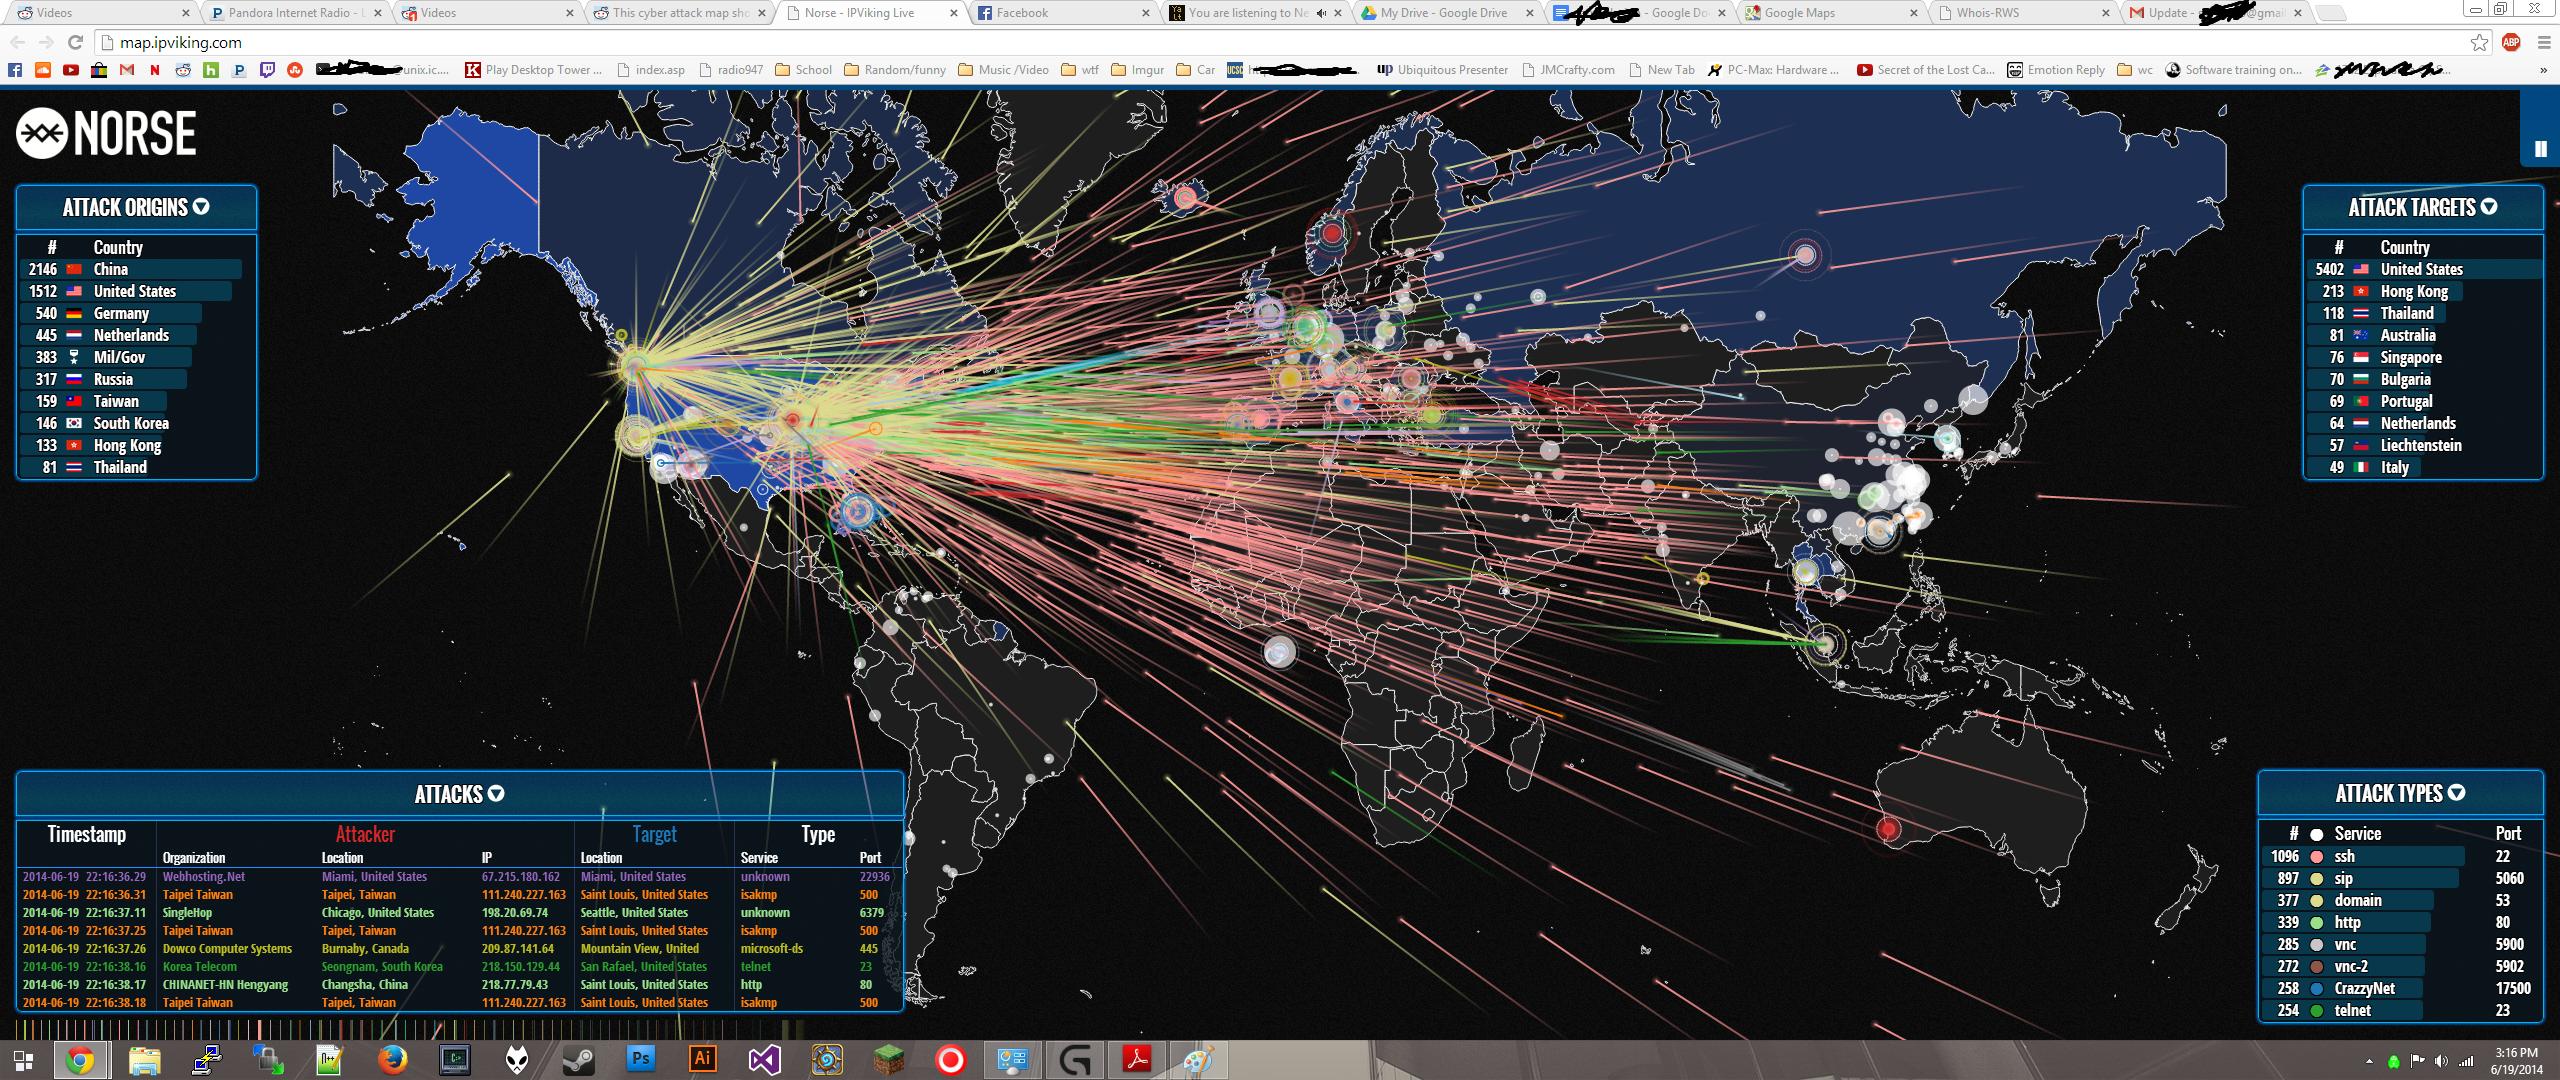 Videos
Pandora Internet Radio - L
Videos
This cyber attack map sho
Norse - IPViking Live
Facebook
You are listening to Ne
My Drive - Google Drive
- Google Do
Google Maps
Whois-RWS
Update -
@gmai
map.ipviking.com
ABP
@unix.ic....
Play Desktop Tower ...
index.asp
radio947
School
Random/funny
Music /Video
wtf
Imgur
Car
UCSC
up Ubiquitous Presenter
JMCrafty.com
New Tab
PC-Max: Hardware ...
Secret of the Lost Ca...
Emotion Reply
wc
Software training on...
»
NORSE
ATTACK ORIGINS
# Country
2146 China
1512 United States
540 Germany
445 Netherlands
383 Mil/Gov
317 Russia
159 Taiwan
146 South Korea
133 Hong Kong
81 Thailand
ATTACK TARGETS
# Country
5402 United States
213 Hong Kong
118 Thailand
81 Australia
76 Singapore
70 Bulgaria
69 Portugal
64 Netherlands
57 Liechtenstein
49 Italy
ATTACKS
Timestamp Attacker Target Type
Organization Location IP Location Service Port
2014-06-19 22:16:36.29 Webhosting.Net Miami, United States 67.215.180.162 Miami, United States unknown 22936
2014-06-19 22:16:36.31 Taipei Taiwan Taipei, Taiwan 111.240.227.163 Saint Louis, United States isakmp 500
2014-06-19 22:16:37.11 SingleHop Chicago, United States 198.20.69.74 Seattle, United States unknown 6379
2014-06-19 22:16:37.25 Taipei Taiwan Taipei, Taiwan 111.240.227.163 Saint Louis, United States isakmp 500
2014-06-19 22:16:37.26 Dowco Computer Systems Burnaby, Canada 209.87.141.64 Mountain View, United microsoft-ds 445
2014-06-19 22:16:38.16 Korea Telecom Seongnam, South Korea 218.150.129.44 San Rafael, United States telnet 23
2014-06-19 22:16:38.17 CHINANET-HN Hengyang Changsha, China 218.77.79.43 Saint Louis, United States http 80
2014-06-19 22:16:38.18 Taipei Taiwan Taipei, Taiwan 111.240.227.163 Saint Louis, United States isakmp 500
ATTACK TYPES
# Service Port
1096 ssh 22
897 sip 5060
377 domain 53
339 http 80
285 vnc 5900
272 vnc-2 5902
258 CrazzyNet 17500
254 telnet 23
Ps
Ai
3:16 PM
6/19/2014